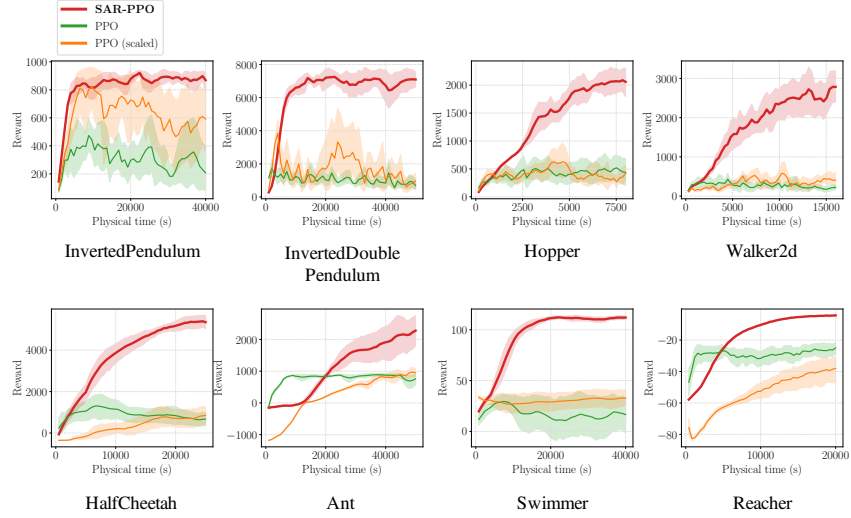 SAR-PPO
PPO
PPO (scaled)
1000
800
600
400
200
0
20000
40000
Reward
Physical time (s)
InvertedPendulum
8000
6000
4000
2000
0
0
20000
40000
Reward
Physical time (s)
InvertedDouble
Pendulum
2000
1500
1000
500
0
2500
5000
7500
Reward
Physical time (s)
Hopper
3000
2000
1000
0
0
5000
10000
15000
Reward
Physical time (s)
Walker2d
4000
2000
0
0
10000
20000
Reward
Physical time (s)
HalfCheetah
2000
1000
0
−1000
0
20000
40000
Reward
Physical time (s)
Ant
100
50
0
0
20000
40000
Reward
Physical time (s)
Swimmer
−20
−40
−60
−80
0
10000
20000
Reward
Physical time (s)
Reacher